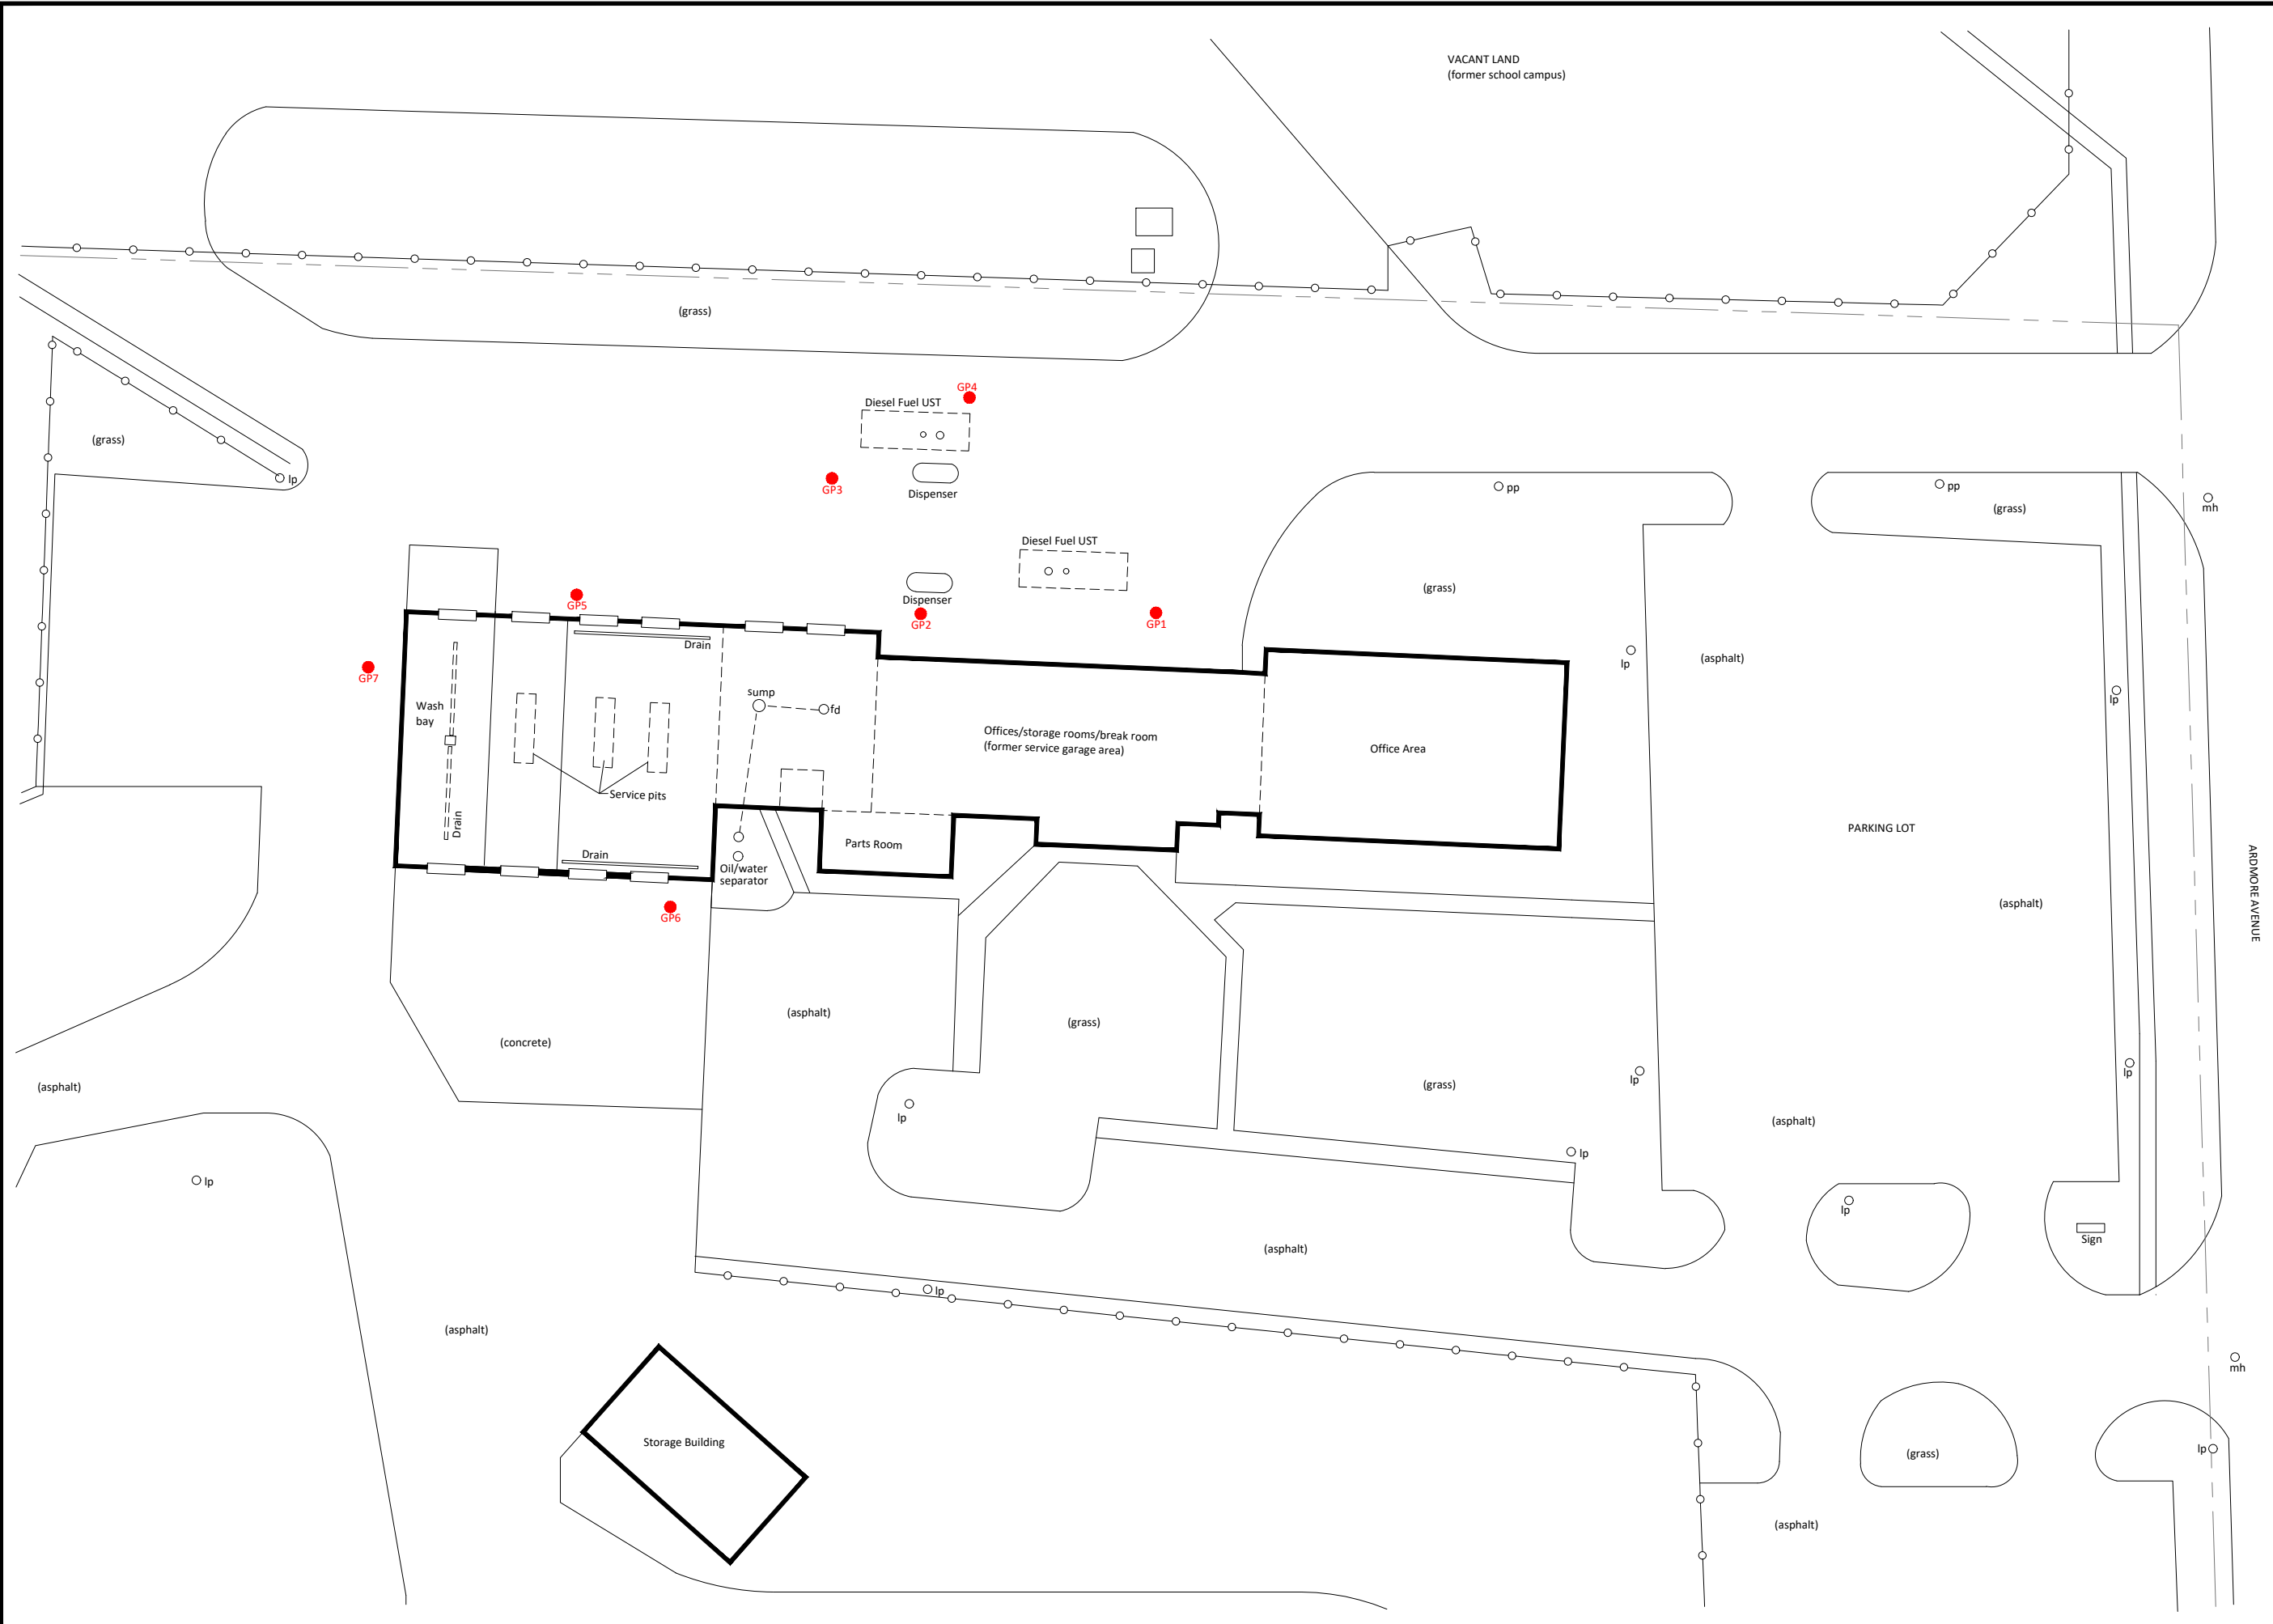 VACANT LAND
(former school campus)
(grass)
GP4
Diesel Fuel UST
(grass)
lp
GP3
Dispenser
pp
pp
(grass)
mh
Diesel Fuel UST
(grass)
Dispenser
GP5
GP2
GP1
Drain
lp
(asphalt)
GP7
lp
sump
fd
Wash
bay
Offices/storage rooms/break room
(former service garage area)
Office Area
Service pits
Drain
PARKING LOT
Parts Room
Drain
Oil/water
separator
ARDMORE AVENUE
(asphalt)
GP6
(asphalt)
(grass)
(concrete)
lp
lp
(asphalt)
(grass)
lp
(asphalt)
lp
lp
lp
Sign
(asphalt)
lp
(asphalt)
mh
Storage Building
lp
(grass)
(asphalt)